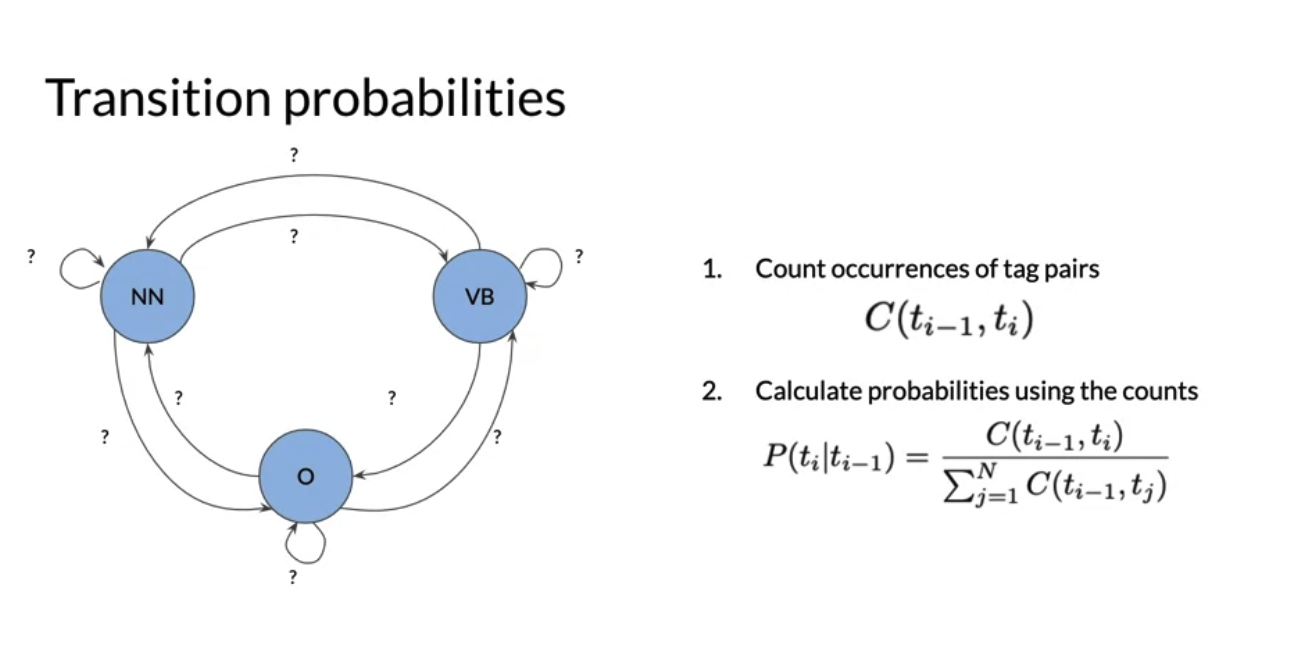 Transition probabilities
?
?
?
?
NN
VB
?
?
?
?
O
?
1. Count occurrences of tag pairs
C(t_{i-1}, t_i)
2. Calculate probabilities using the counts
P(t_i|t_{i-1}) = \frac{C(t_{i-1}, t_i)}{\sum_{j=1}^{N} C(t_{i-1}, t_j)}